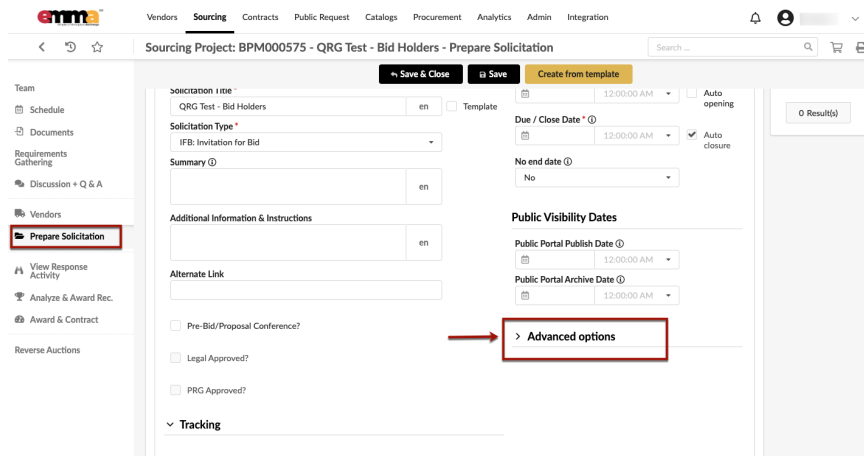 emma
Vendors Sourcing Contracts Public Request Catalogs Procurement Analytics Admin Integration
Sourcing Project: BPM000575 - QRG Test - Bid Holders - Prepare Solicitation
Search ...
Save & Close Save Create from template
Team
Schedule
Documents
Requirements
Gathering
Discussion + Q & A
Vendors
Prepare Solicitation
View Response
Activity
Analyze & Award Rec.
Award & Contract
Reverse Auctions
Solicitation Title *
QRG Test - Bid Holders en Template
Solicitation Type *
IFB: Invitation for Bid
Summary
en
Additional Information & Instructions
en
Alternate Link
Pre-Bid/Proposal Conference?
Legal Approved?
PRG Approved?
Tracking
12:00:00 AM Auto
opening
Due / Close Date *
12:00:00 AM Auto
closure
No end date
No
Public Visibility Dates
Public Portal Publish Date
12:00:00 AM
Public Portal Archive Date
12:00:00 AM
Advanced options
0 Result(s)